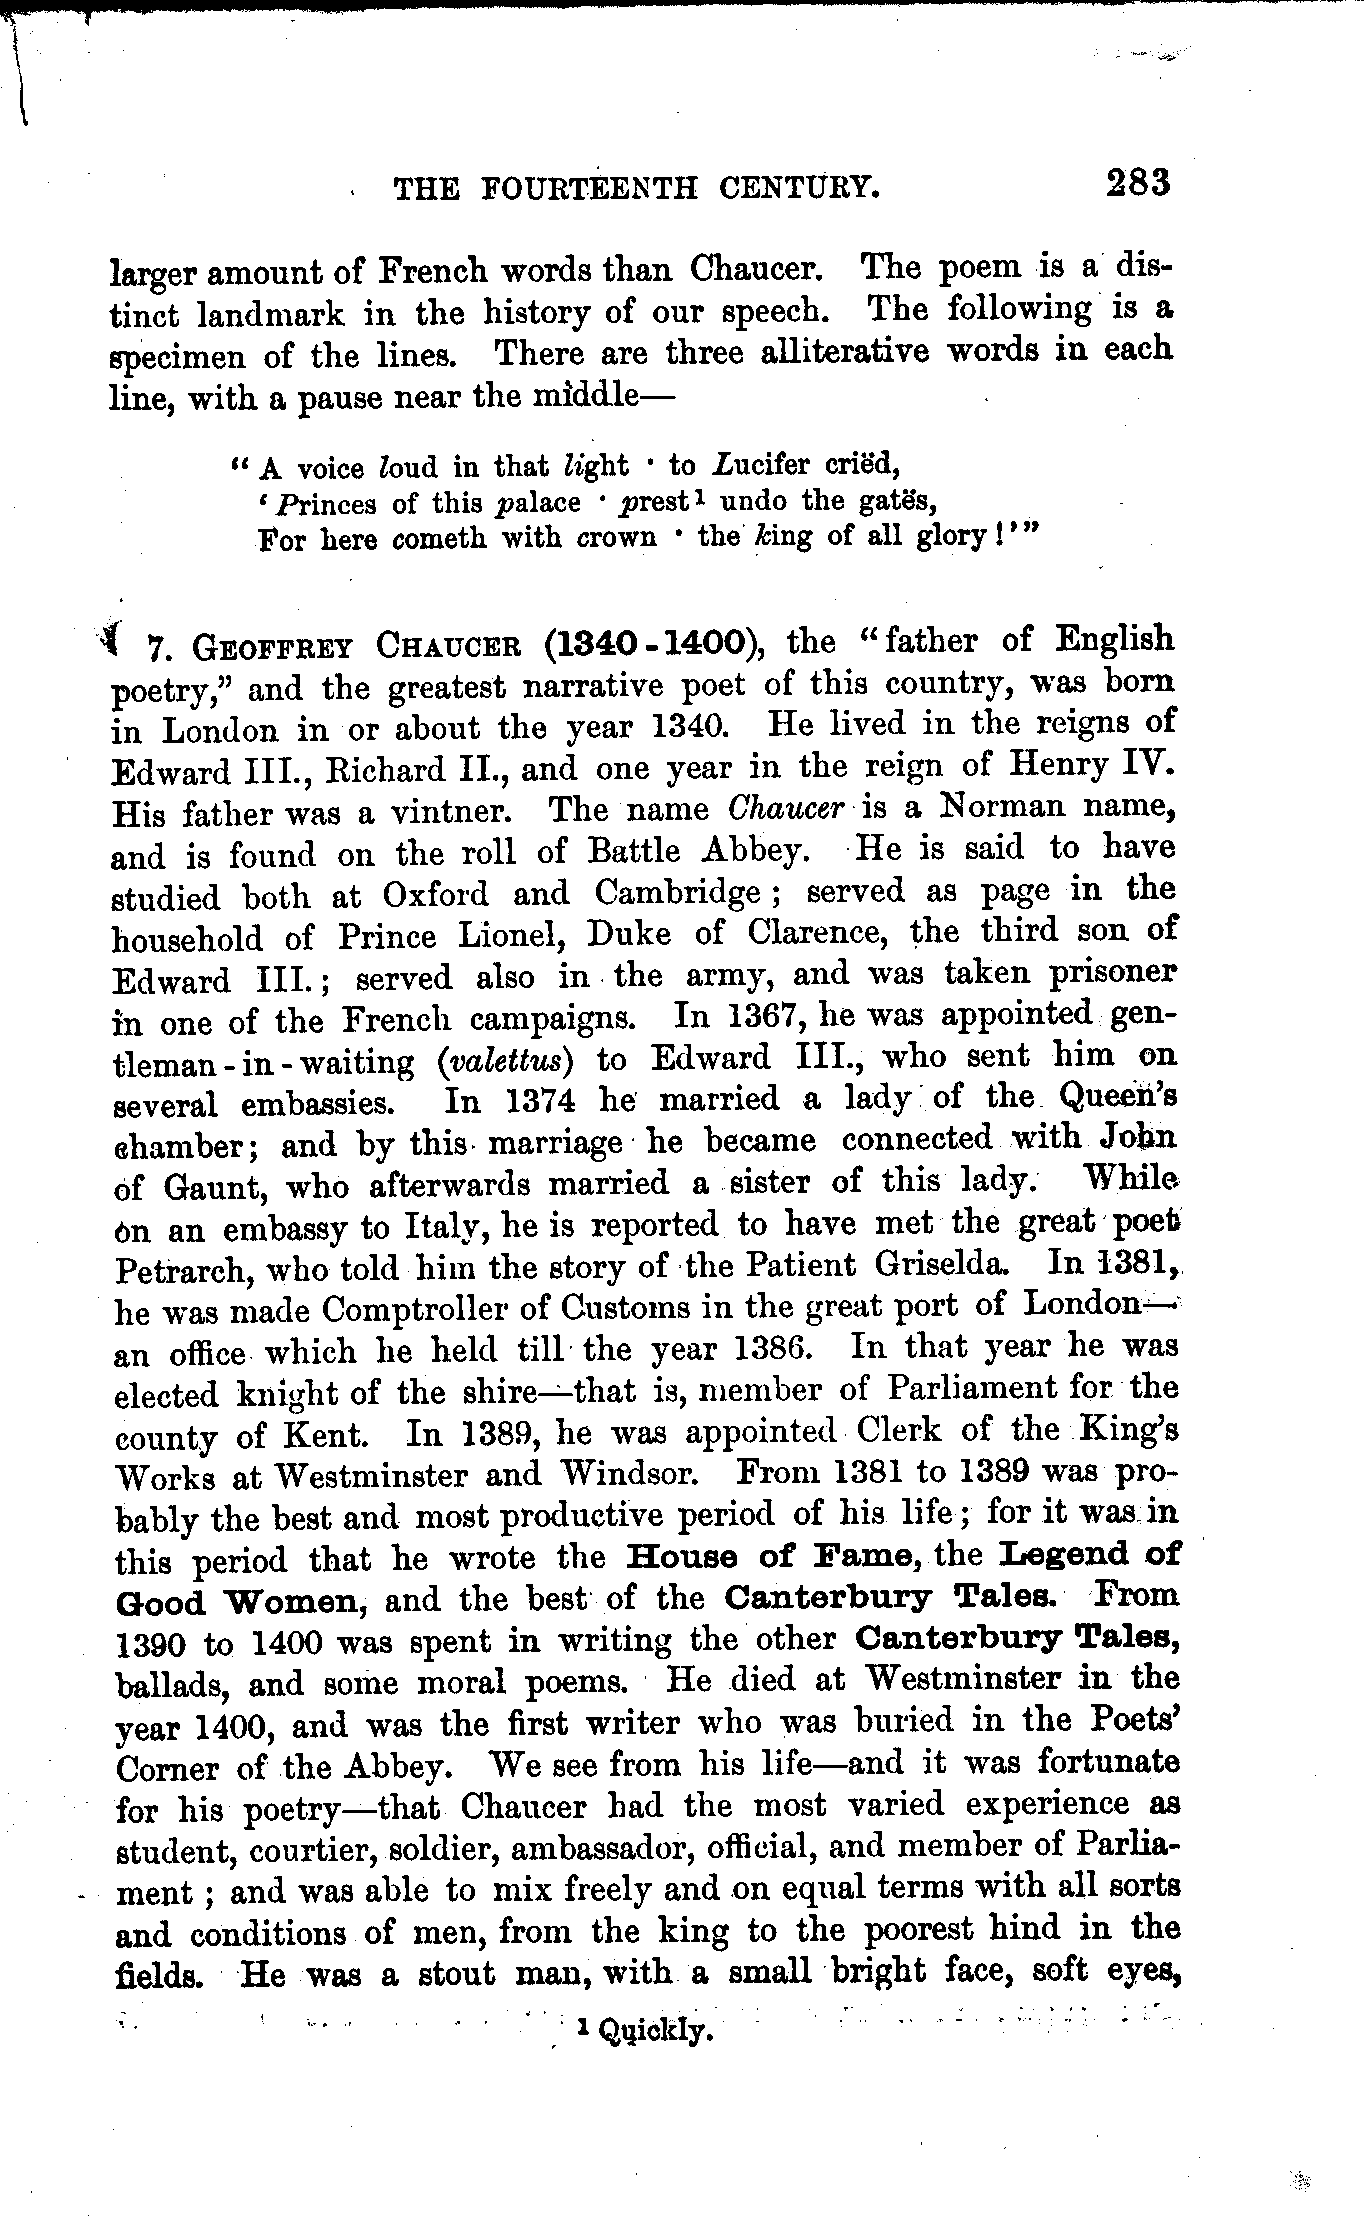 THE FOURTEENTH CENTURY. 283
larger amount of French words than Chaucer. The poem is a dis-
tinct landmark in the history of our speech. The following is a
specimen of the lines. There are three alliterative words in each
line, with a pause near the middle—
“ A voice loud in that light · to Lucifer criëd,
‘ Princes of this palace · prest¹ undo the gatës,
For here cometh with crown · the king of all glory !’”
7. GEOFFREY CHAUCER (1340-1400), the “father of English
poetry,” and the greatest narrative poet of this country, was born
in London in or about the year 1340. He lived in the reigns of
Edward III., Richard II., and one year in the reign of Henry IV.
His father was a vintner. The name Chaucer is a Norman name,
and is found on the roll of Battle Abbey. He is said to have
studied both at Oxford and Cambridge ; served as page in the
household of Prince Lionel, Duke of Clarence, the third son of
Edward III. ; served also in the army, and was taken prisoner
in one of the French campaigns. In 1367, he was appointed gen-
tleman-in-waiting (valettus) to Edward III., who sent him on
several embassies. In 1374 he married a lady of the Queen’s
chamber; and by this marriage he became connected with John
of Gaunt, who afterwards married a sister of this lady. While
on an embassy to Italy, he is reported to have met the great poet
Petrarch, who told him the story of the Patient Griselda. In 1381,
he was made Comptroller of Customs in the great port of London—
an office which he held till the year 1386. In that year he was
elected knight of the shire—that is, member of Parliament for the
county of Kent. In 1389, he was appointed Clerk of the King’s
Works at Westminster and Windsor. From 1381 to 1389 was pro-
bably the best and most productive period of his life ; for it was in
this period that he wrote the House of Fame, the Legend of
Good Women, and the best of the Canterbury Tales. From
1390 to 1400 was spent in writing the other Canterbury Tales,
ballads, and some moral poems. He died at Westminster in the
year 1400, and was the first writer who was buried in the Poets’
Corner of the Abbey. We see from his life—and it was fortunate
for his poetry—that Chaucer had the most varied experience as
student, courtier, soldier, ambassador, official, and member of Parlia-
ment ; and was able to mix freely and on equal terms with all sorts
and conditions of men, from the king to the poorest hind in the
fields. He was a stout man, with a small bright face, soft eyes,
¹ Quickly.